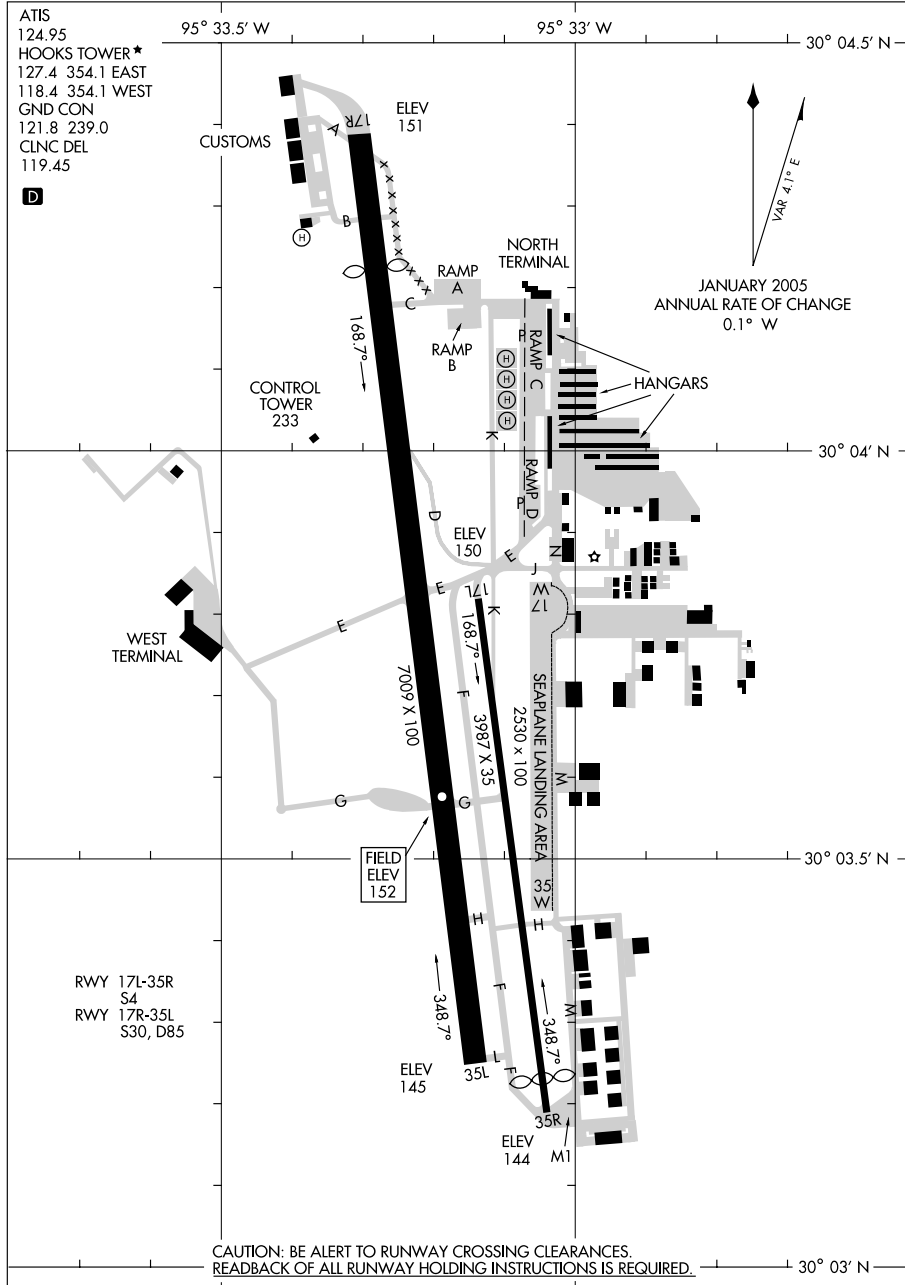 ATIS
124.95
HOOKS TOWER★
127.4 354.1 EAST
118.4 354.1 WEST
GND CON
121.8 239.0
CLNC DEL
119.45
D
95° 33.5' W
95° 33' W
30° 04.5' N
ELEV
151
17R
A
CUSTOMS
B
H
VAR 4.1° E
JANUARY 2005
ANNUAL RATE OF CHANGE
0.1° W
NORTH
TERMINAL
RAMP
A
C
RAMP
B
168.7°
P
RAMP C
H
H
H
H
HANGARS
CONTROL
TOWER
233
K
30° 04' N
RAMP D
P
D
ELEV
150
E
N
J
E
17L
K
17
W
E
WEST
TERMINAL
168.7°
F
7009 X 100
3987 X 35
2530 x 100
SEAPLANE LANDING AREA
M
G
G
FIELD
ELEV
152
30° 03.5' N
35
W
H
H
RWY 17L-35R
S4
RWY 17R-35L
S30, D85
348.7°
F
348.7°
M
L
F
35L
ELEV
145
35R
ELEV
144
M1
CAUTION: BE ALERT TO RUNWAY CROSSING CLEARANCES.
READBACK OF ALL RUNWAY HOLDING INSTRUCTIONS IS REQUIRED.
30° 03' N